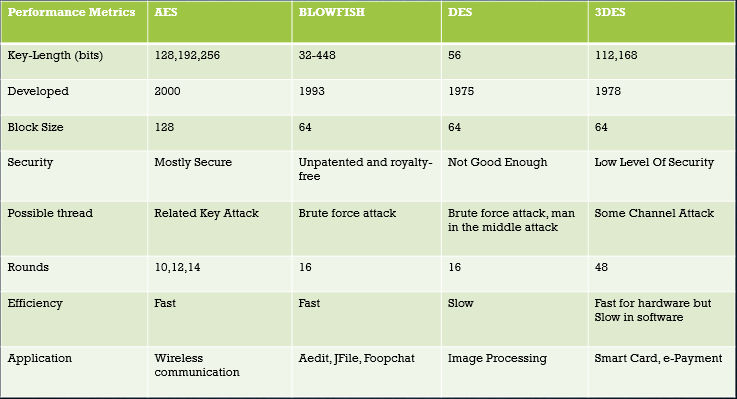 Performance Metrics AES BLOWFISH DES 3DES
Key-Length (bits) 128,192,256 32-448 56 112,168
Developed 2000 1993 1975 1978
Block Size 128 64 64 64
Security Mostly Secure Unpatented and royalty- Not Good Enough Low Level Of Security
free
Possible thread Related Key Attack Brute force attack Brute force attack, man Some Channel Attack
in the middle attack
Rounds 10,12,14 16 16 48
Efficiency Fast Fast Slow Fast for hardware but
Slow in software
Application Wireless Aedit, JFile, Foopchat Image Processing Smart Card, e-Payment
communication